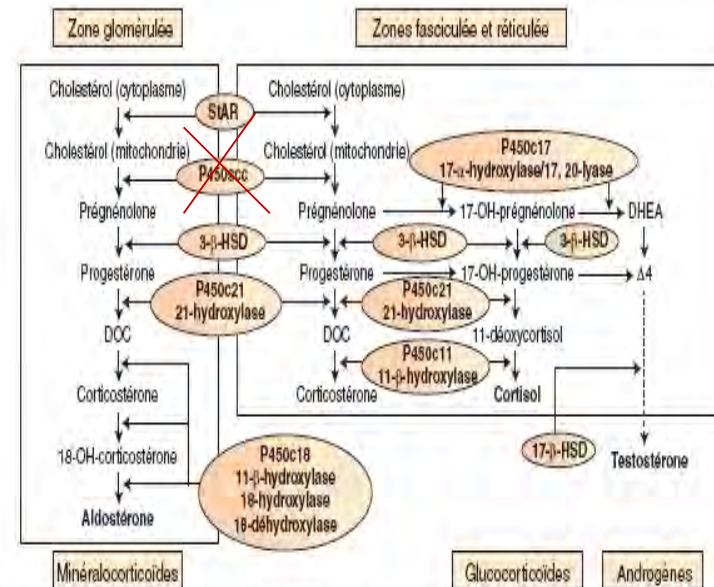 Zone glomérulée
Zones fasciculée et réticulée
Cholestérol (cytoplasme)
StAR
Cholestérol (cytoplasme)
Cholestérol (mitochondrie)
P450scc
Cholestérol (mitochondrie)
P450c17
17-α-hydroxylase/17, 20-lyase
Prégnénolone
Prégnénolone
17-OH-prégnénolone
DHEA
3-β-HSD
3-β-HSD
3-β-HSD
Progestérone
Progestérone
17-OH-progestérone
Δ4
P450c21
21-hydroxylase
P450c21
21-hydroxylase
DOC
DOC
11-déoxycortisol
P450c11
11-β-hydroxylase
Corticostérone
Corticostérone
Cortisol
18-OH-corticostérone
P450c18
11-β-hydroxylase
18-hydroxylase
18-déhydroxylase
17-β-HSD
Testostérone
Aldostérone
Minéralocorticoïdes
Glucocorticoïdes
Androgènes